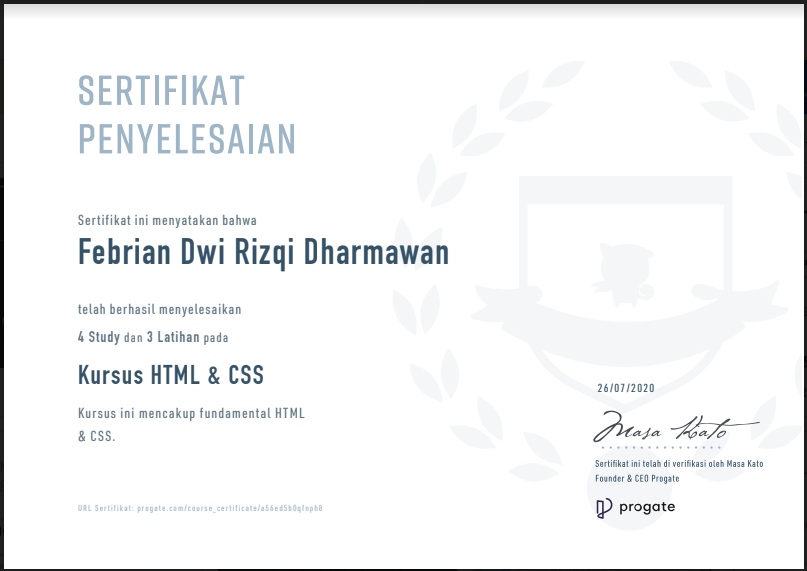 SERTIFIKAT
PENYELESAIAN
Sertifikat ini menyatakan bahwa
Febrian Dwi Rizqi Dharmawan
telah berhasil menyelesaikan
4 Study dan 3 Latihan pada
Kursus HTML & CSS
Kursus ini mencakup fundamental HTML
& CSS.
26/07/2020
Masa Kato
Sertifikat ini telah di verifikasi oleh Masa Kato
Founder & CEO Progate
progate
URL Sertifikat: progate.com/course_certificate/a56ed5b0qfnph8